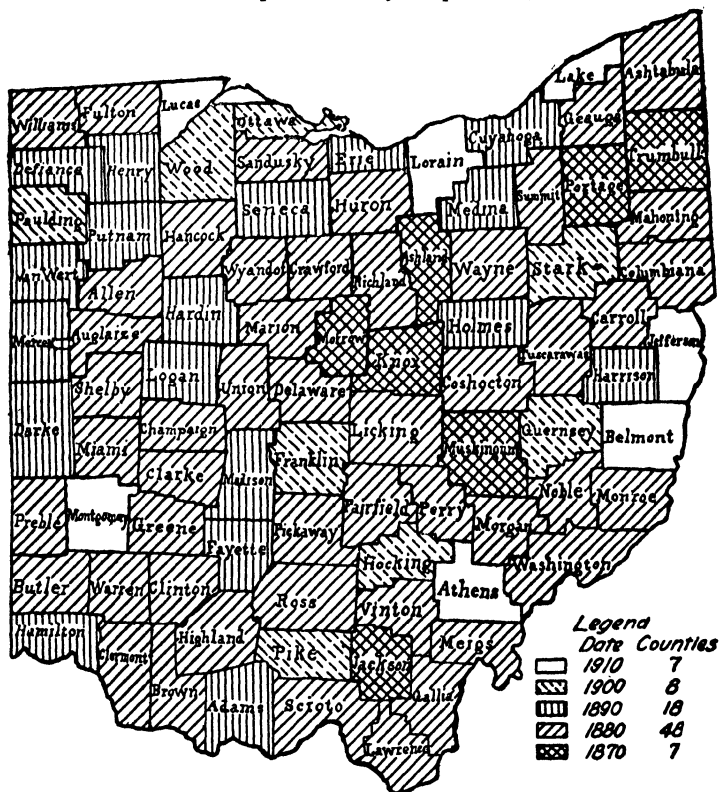 Lake
Ashtabula
Williams
Fulton
Lucas
Ottawa
Geauga
Cuyahoga
Defiance
Henry
Wood
Sandusky
Erie
Lorain
Trumbull
Portage
Summit
Medina
Paulding
Putnam
Hancock
Seneca
Huron
Mahoning
Van Wert
Allen
Wyandot
Crawford
Richland
Ashland
Wayne
Stark
Columbiana
Hardin
Mercer
Auglaize
Marion
Morrow
Holmes
Carroll
Jefferson
Knox
Tuscarawas
Logan
Shelby
Union
Delaware
Coshocton
Harrison
Darke
Miami
Champaign
Licking
Muskingum
Guernsey
Belmont
Clarke
Madison
Franklin
Fairfield
Perry
Noble
Monroe
Preble
Montgomery
Greene
Fayette
Pickaway
Morgan
Hocking
Washington
Butler
Warren
Clinton
Ross
Vinton
Athens
Hamilton
Clermont
Highland
Pike
Jackson
Meigs
Brown
Adams
Scioto
Gallia
Lawrence
Legend
Date Counties
1910 7
1900 8
1890 18
1880 48
1870 7